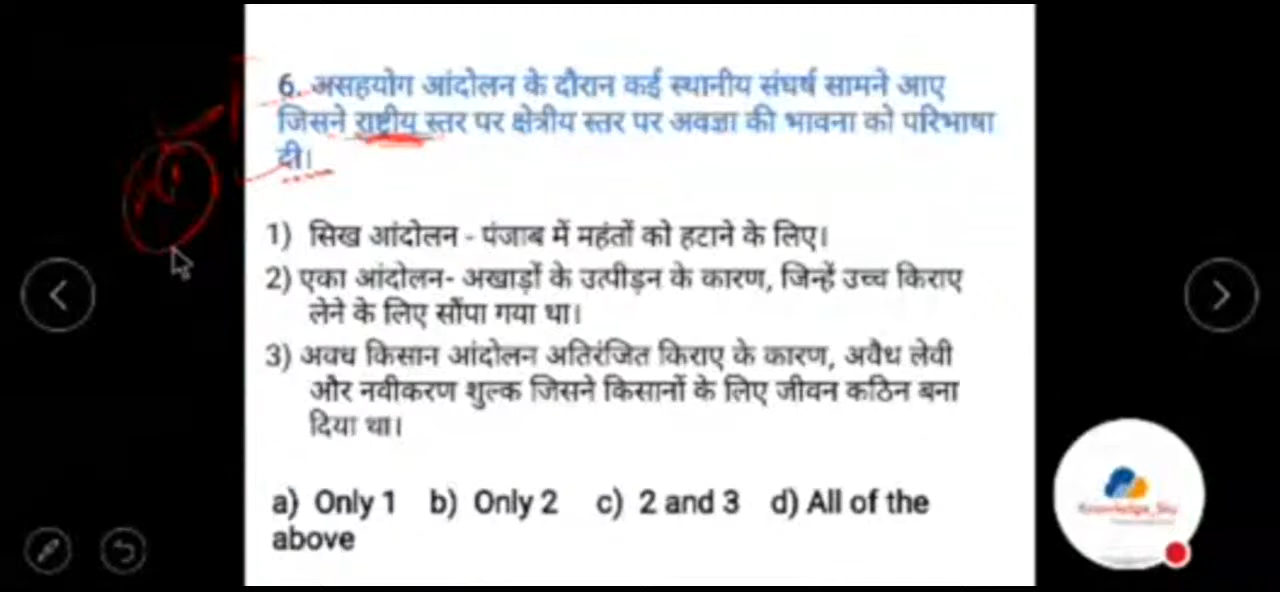 6. असहयोग आंदोलन के दौरान कई स्थानीय संघर्ष सामने आए
जिसने राष्ट्रीय स्तर पर क्षेत्रीय स्तर पर अवज्ञा की भावना को परिभाषा
दी।
1) सिख आंदोलन - पंजाब में महंतों को हटाने के लिए।
2) एका आंदोलन- अखाड़ों के उत्पीड़न के कारण, जिन्हें उच्च किराए
लेने के लिए सौंपा गया था।
3) अवध किसान आंदोलन अतिरंजित किराए के कारण, अवैध लेवी
और नवीकरण शुल्क जिसने किसानों के लिए जीवन कठिन बना
दिया था।
a) Only 1 b) Only 2 c) 2 and 3 d) All of the
above